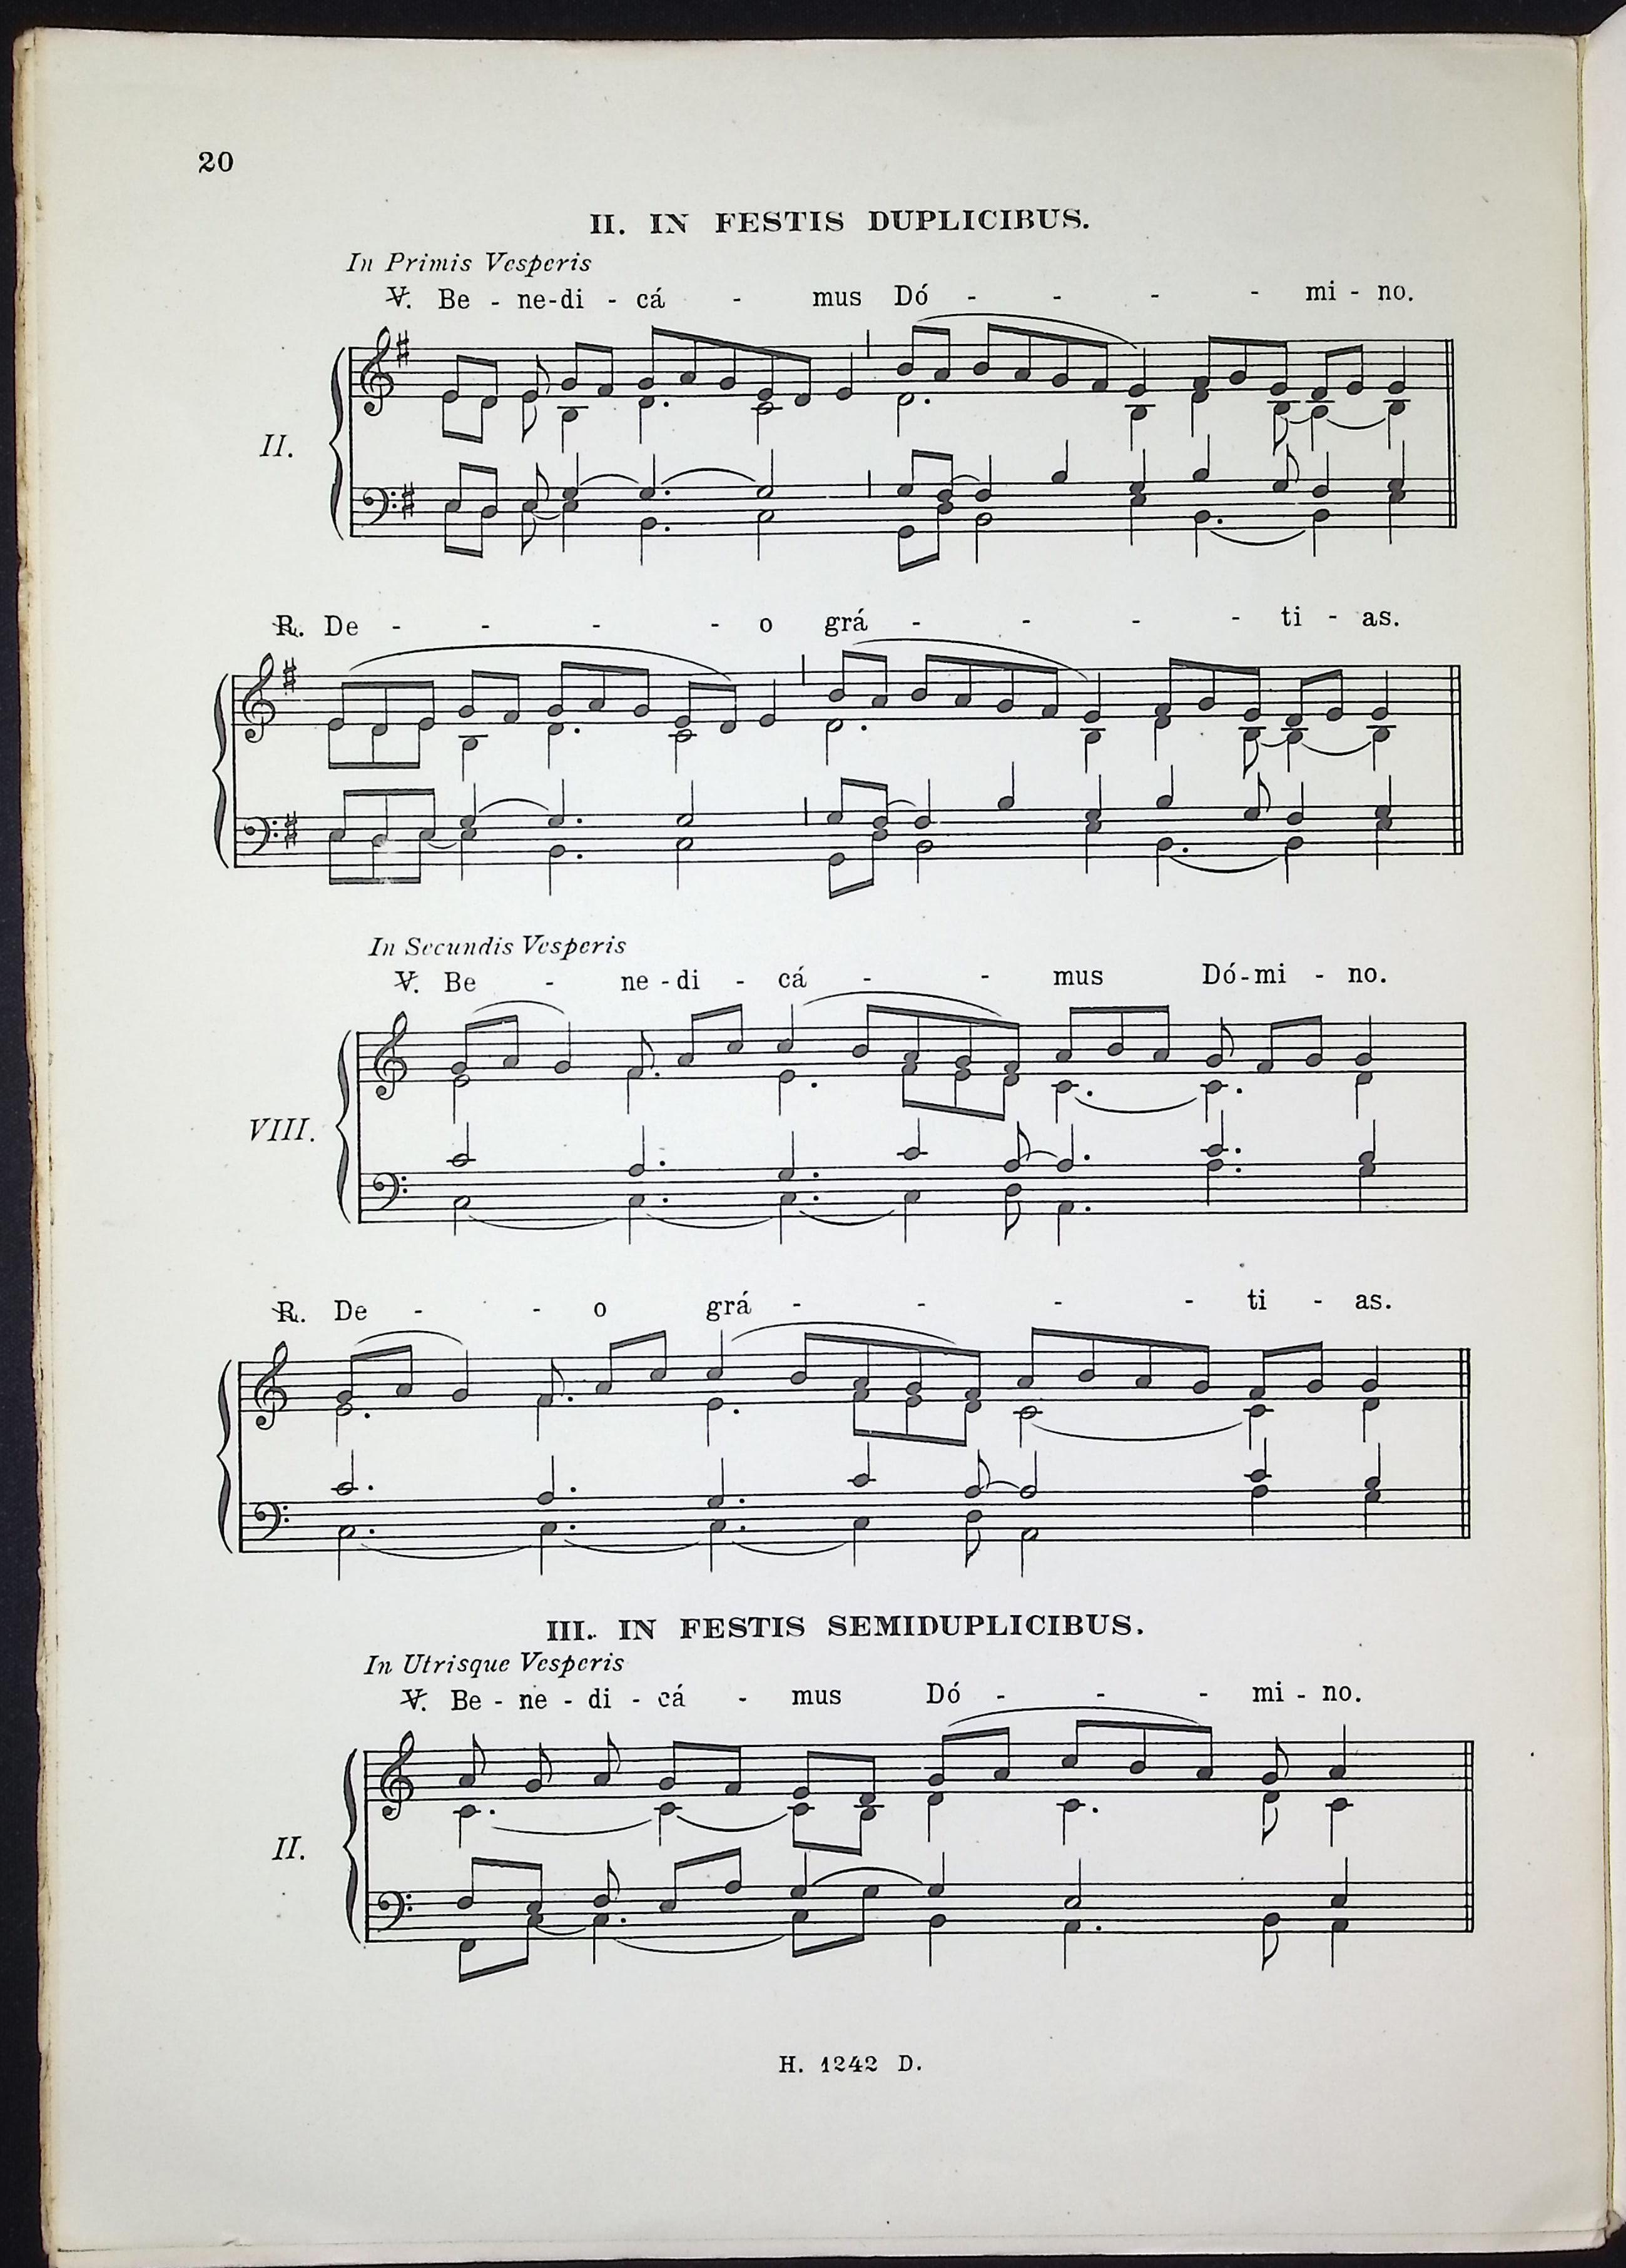 20
II. IN FESTIS DUPLICIBUS.
In Primis Vesperis
℣. Be - ne-di - cá - mus Dó - - - - mi - no.
II.
℟. De - - - - o grá - - - - ti - as.
In Secundis Vesperis
℣. Be - ne - di - cá - - mus Dó-mi - no.
VIII.
℟. De - - o grá - - - - ti - as.
III. IN FESTIS SEMIDUPLICIBUS.
In Utrisque Vesperis
℣. Be - ne - di - cá - mus Dó - - - mi - no.
II.
H. 1242 D.